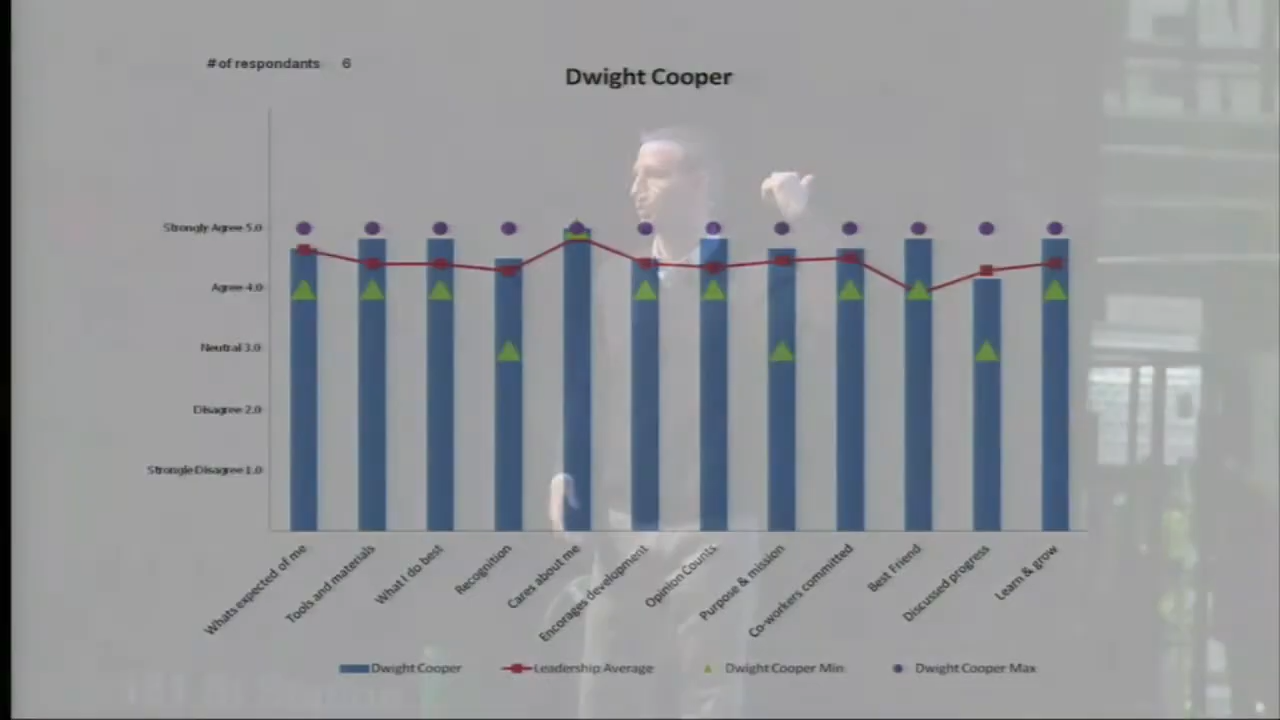 # of respondants 6
Dwight Cooper
Strongly Agree 5.0
Agree 4.0
Neutral 3.0
Disagree 2.0
Strongle Disagree 1.0
Whats expected of me
Tools and materials
What I do best
Recognition
Cares about me
Encorages development
Opinion Counts
Purpose & mission
Co-workers committed
Best Friend
Discussed progress
Learn & grow
Dwight Cooper
Leadership Average
Dwight Cooper Min
Dwight Cooper Max